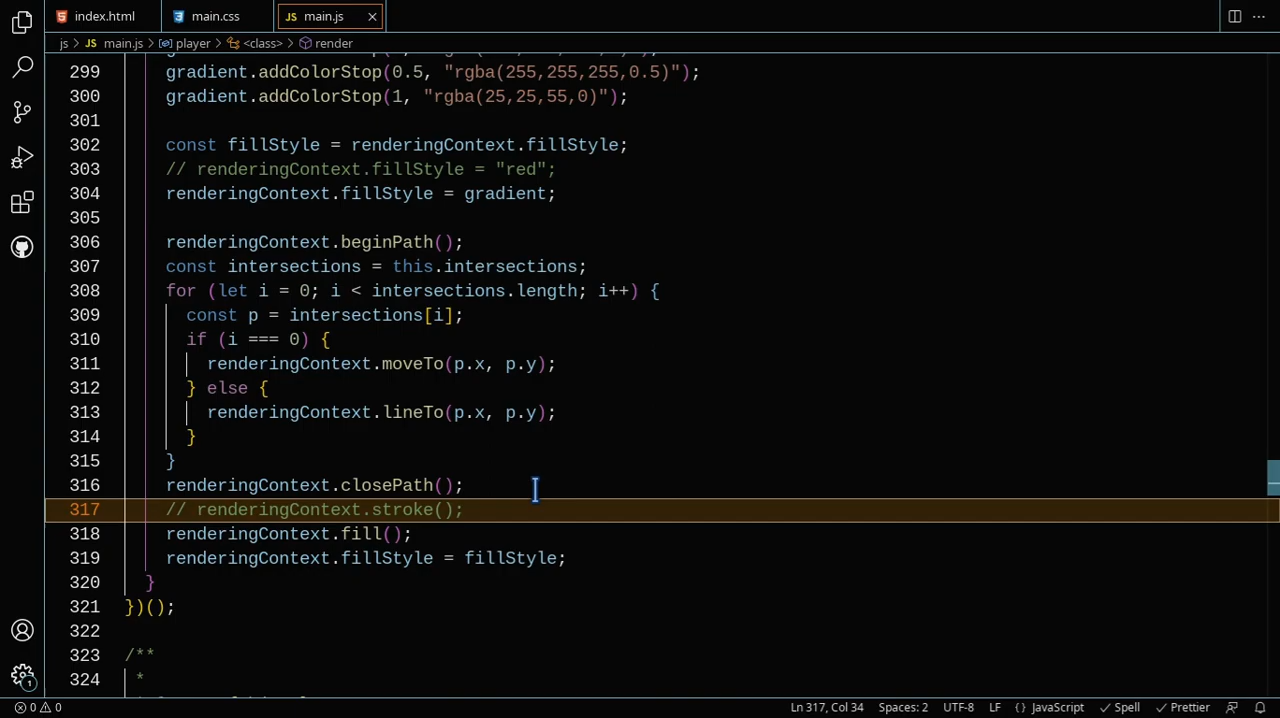 index.html
main.css
JS main.js
js > JS main.js > player > <class> > render
299 gradient.addColorStop(0.5, "rgba(255,255,255,0.5)");
300 gradient.addColorStop(1, "rgba(25,25,55,0)");
301
302 const fillStyle = renderingContext.fillStyle;
303 // renderingContext.fillStyle = "red";
304 renderingContext.fillStyle = gradient;
305
306 renderingContext.beginPath();
307 const intersections = this.intersections;
308 for (let i = 0; i < intersections.length; i++) {
309 const p = intersections[i];
310 if (i === 0) {
311 renderingContext.moveTo(p.x, p.y);
312 } else {
313 renderingContext.lineTo(p.x, p.y);
314 }
315 }
316 renderingContext.closePath();
317 // renderingContext.stroke();
318 renderingContext.fill();
319 renderingContext.fillStyle = fillStyle;
320 }
321 })();
322
323 /**
324 *
1
0 0
Ln 317, Col 34
Spaces: 2
UTF-8
LF
{} JavaScript
Spell
Prettier